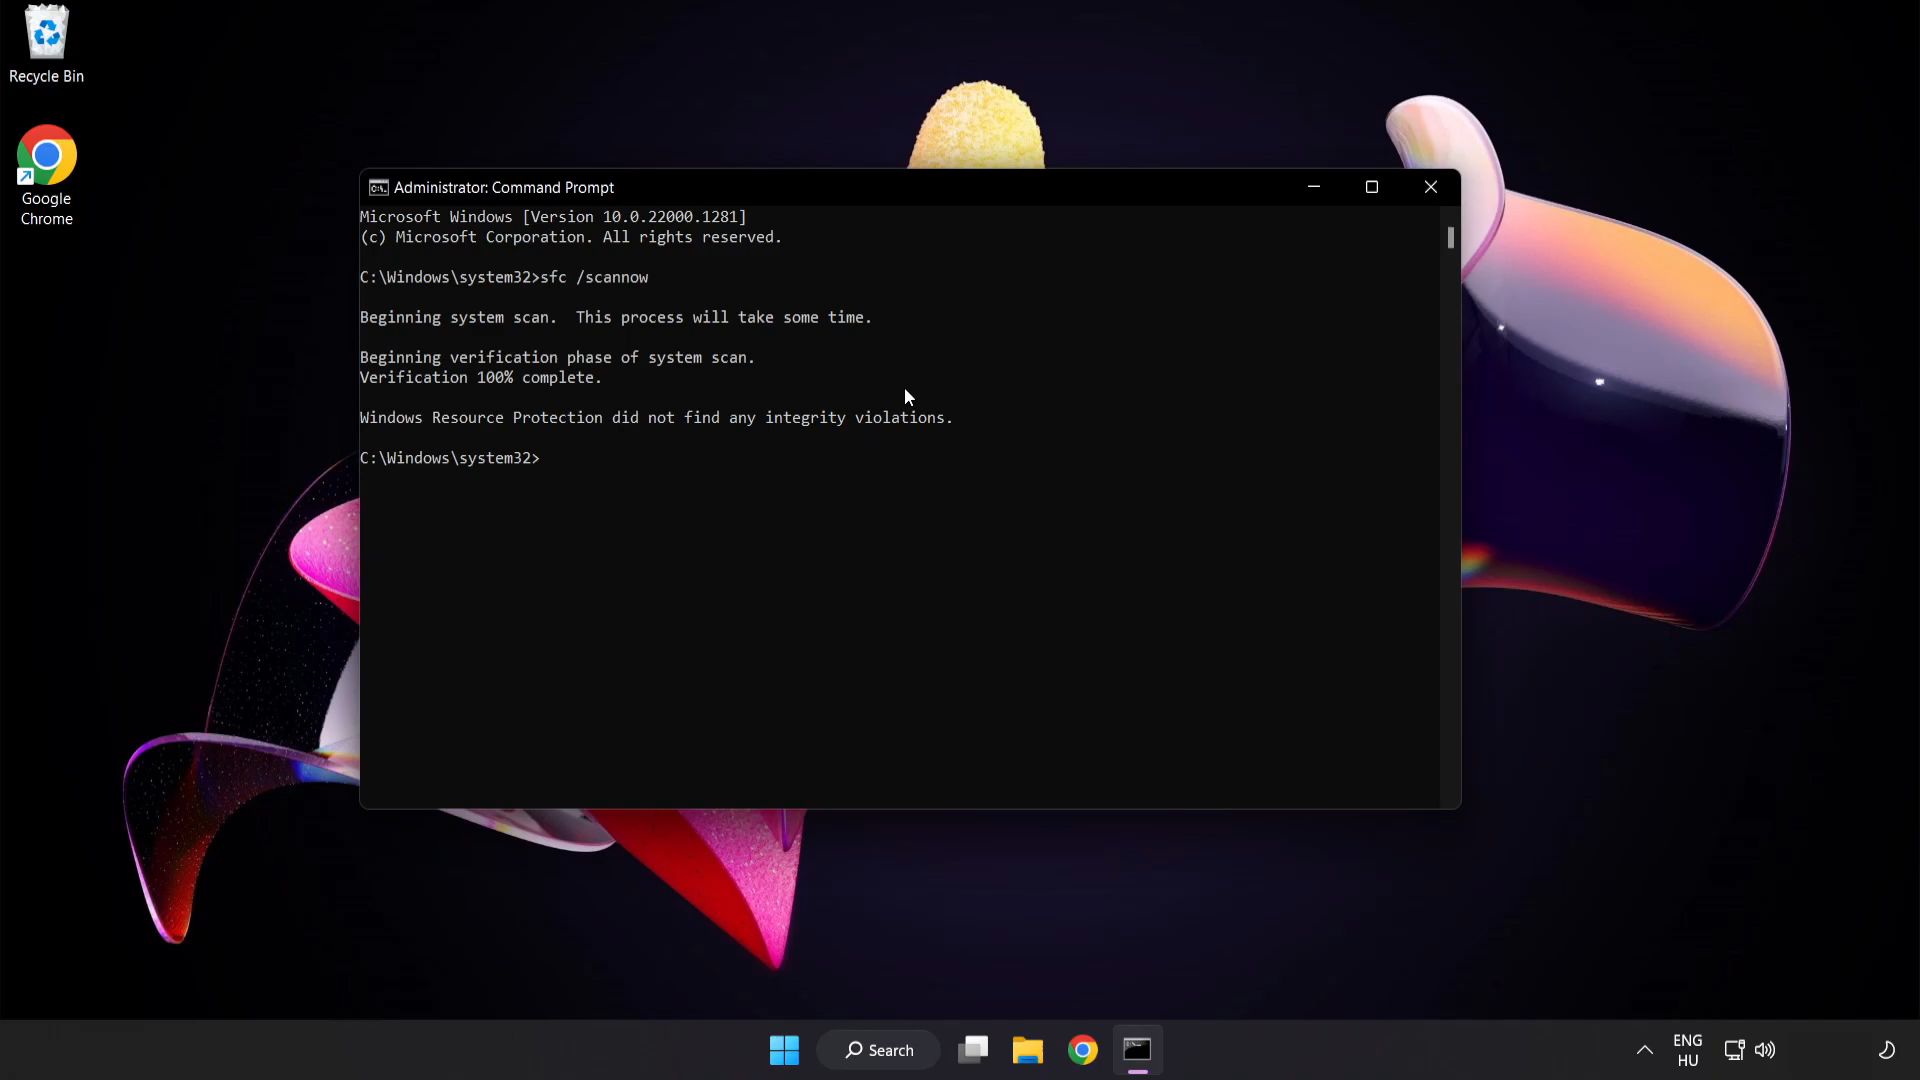 Recycle Bin
Google
Chrome
Administrator: Command Prompt
Microsoft Windows [Version 10.0.22000.1281]
(c) Microsoft Corporation. All rights reserved.
C:\Windows\system32>sfc /scannow
Beginning system scan.  This process will take some time.
Beginning verification phase of system scan.
Verification 100% complete.
Windows Resource Protection did not find any integrity violations.
C:\Windows\system32>
Search
ENG
HU